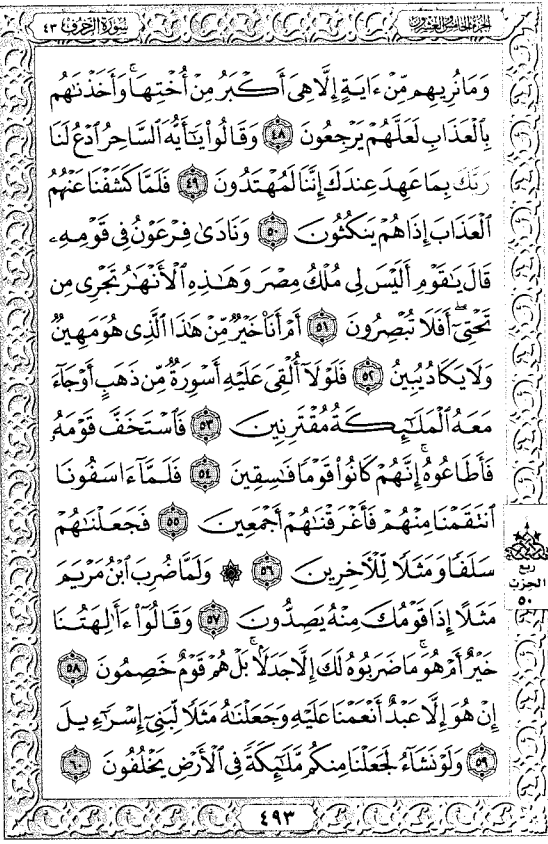 الجزء الخامس والعشرون
سورة الزخرف ٤٣
وَمَا نُرِيهِم مِّنْ ءَايَةٍ إِلَّا هِىَ أَكْبَرُ مِنْ أُخْتِهَا ۖ وَأَخَذْنَٰهُم
بِٱلْعَذَابِ لَعَلَّهُمْ يَرْجِعُونَ ٤٨ وَقَالُوا۟ يَٰٓأَيُّهَ ٱلسَّاحِرُ ٱدْعُ لَنَا
رَبَّكَ بِمَا عَهِدَ عِندَكَ إِنَّنَا لَمُهْتَدُونَ ٤٩ فَلَمَّا كَشَفْنَا عَنْهُمُ
ٱلْعَذَابَ إِذَا هُمْ يَنكُثُونَ ٥٠ وَنَادَىٰ فِرْعَوْنُ فِى قَوْمِهِۦ
قَالَ يَٰقَوْمِ أَلَيْسَ لِى مُلْكُ مِصْرَ وَهَٰذِهِ ٱلْأَنْهَٰرُ تَجْرِى مِن
تَحْتِىٓ ۖ أَفَلَا تُبْصِرُونَ ٥١ أَمْ أَنَا۠ خَيْرٌ مِّنْ هَٰذَا ٱلَّذِى هُوَ مَهِينٌ
وَلَا يَكَادُ يُبِينُ ٥٢ فَلَوْلَآ أُلْقِىَ عَلَيْهِ أَسْوِرَةٌ مِّن ذَهَبٍ أَوْ جَآءَ
مَعَهُ ٱلْمَلَٰٓئِكَةُ مُقْتَرِنِينَ ٥٣ فَٱسْتَخَفَّ قَوْمَهُۥ
فَأَطَاعُوهُ ۚ إِنَّهُمْ كَانُوا۟ قَوْمًا فَٰسِقِينَ ٥٤ فَلَمَّآ ءَاسَفُونَا
ٱنتَقَمْنَا مِنْهُمْ فَأَغْرَقْنَٰهُمْ أَجْمَعِينَ ٥٥ فَجَعَلْنَٰهُمْ
سَلَفًا وَمَثَلًا لِّلْءَاخِرِينَ ٥٦ ۞ وَلَمَّا ضُرِبَ ٱبْنُ مَرْيَمَ
مَثَلًا إِذَا قَوْمُكَ مِنْهُ يَصِدُّونَ ٥٧ وَقَالُوٓا۟ ءَأَٰلِهَتُنَا
خَيْرٌ أَمْ هُوَ ۚ مَا ضَرَبُوهُ لَكَ إِلَّا جَدَلًۢا ۚ بَلْ هُمْ قَوْمٌ خَصِمُونَ ٥٨
إِنْ هُوَ إِلَّا عَبْدٌ أَنْعَمْنَا عَلَيْهِ وَجَعَلْنَٰهُ مَثَلًا لِّبَنِىٓ إِسْرَٰٓءِيلَ
٥٩ وَلَوْ نَشَآءُ لَجَعَلْنَا مِنكُم مَّلَٰٓئِكَةً فِى ٱلْأَرْضِ يَخْلُفُونَ ٦٠
ربع
الحزب
٥٠
٤٩٣